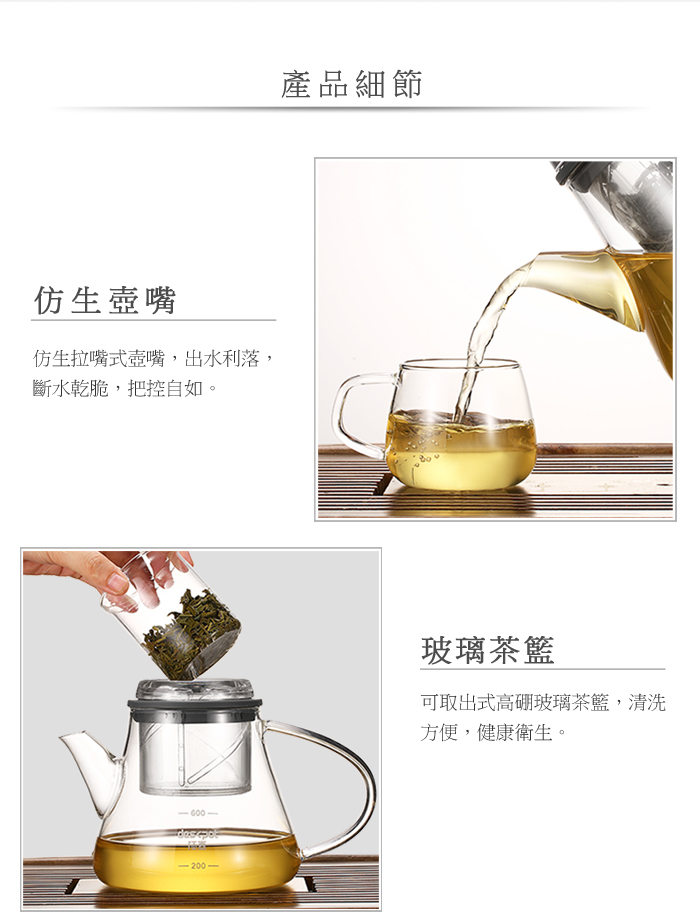 產品細節
仿生壺嘴
仿生拉嘴式壺嘴，出水利落，
斷水乾脆，把控自如。
玻璃茶籃
可取出式高硼玻璃茶籃，清洗
方便，健康衛生。
600
200